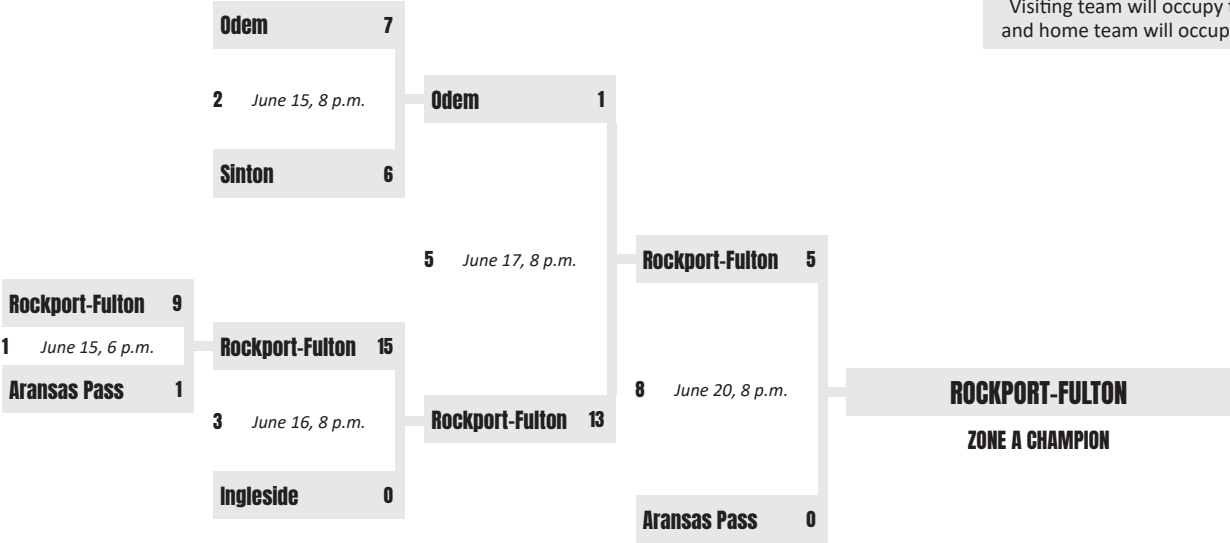 Visiting team will occupy
and home team will occup
Odem 7
2 June 15, 8 p.m.
Sinton 6
Odem 1
5 June 17, 8 p.m.
Rockport-Fulton 9
1 June 15, 6 p.m.
Aransas Pass 1
Rockport-Fulton 15
3 June 16, 8 p.m.
Ingleside 0
Rockport-Fulton 13
Rockport-Fulton 5
8 June 20, 8 p.m.
Aransas Pass 0
ROCKPORT-FULTON
ZONE A CHAMPION